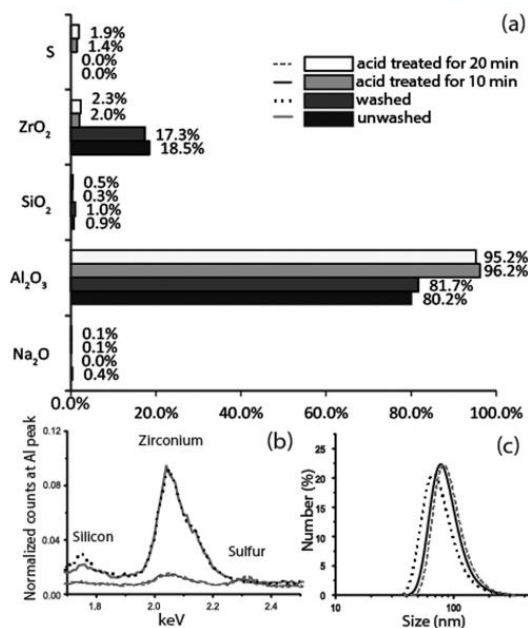 (a)
S
1.9%
1.4%
0.0%
0.0%
acid treated for 20 min
acid treated for 10 min
washed
unwashed
ZrO₂
2.3%
2.0%
17.3%
18.5%
SiO₂
0.5%
0.3%
1.0%
0.9%
Al₂O₃
95.2%
96.2%
81.7%
80.2%
Na₂O
0.1%
0.1%
0.0%
0.4%
0.0% 20.0% 40.0% 60.0% 80.0% 100.0%
(b)
Normalized counts at Al peak
0.12
0.08
0.04
0.00
Zirconium
Silicon
Sulfur
1.8 2.0 2.2 2.4
keV
(c)
Number (%)
25
20
15
10
5
0
10 100
Size (nm)